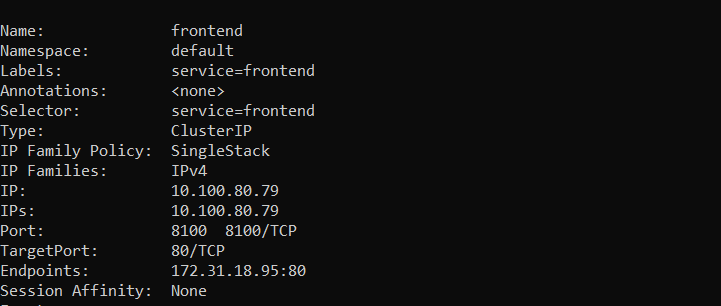 Name: frontend
Namespace: default
Labels: service=frontend
Annotations: <none>
Selector: service=frontend
Type: ClusterIP
IP Family Policy: SingleStack
IP Families: IPv4
IP: 10.100.80.79
IPs: 10.100.80.79
Port: 8100 8100/TCP
TargetPort: 80/TCP
Endpoints: 172.31.18.95:80
Session Affinity: None